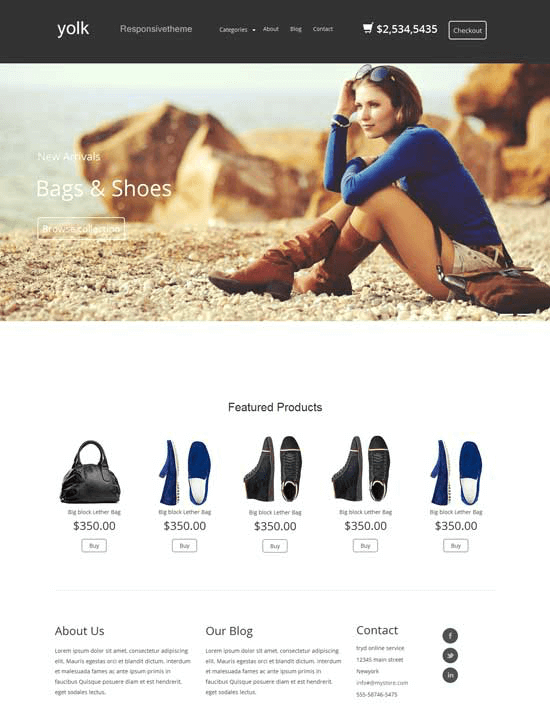 yolk
Responsivetheme
Categories
About
Blog
Contact
$2,534,5435
Checkout
New Arrivals
Bags & Shoes
Browse collection
Featured Products
Big block Lether Bag
$350.00
Buy
Big block Lether Bag
$350.00
Buy
Big block Lether Bag
$350.00
Buy
Big block Lether Bag
$350.00
Buy
Big block Lether Bag
$350.00
Buy
About Us
Lorem ipsum dolor sit amet, consectetur adipiscing
elit. Mauris egestas orci et blandit dictum, interdum
et malesuada fames ac ante ipsum primis in
faucibus Quisque posuere diam et est hendrerit,
eget sodales lectus.
Our Blog
Lorem ipsum dolor sit amet, consectetur adipiscing
elit. Mauris egestas orci et blandit dictum, interdum
et malesuada fames ac ante ipsum primis in
faucibus Quisque posuere diam et est hendrerit,
eget sodales lectus.
Contact
tryd online service
12345 main street
Newyork
info@mystore.com
555-58746-5475
f
in